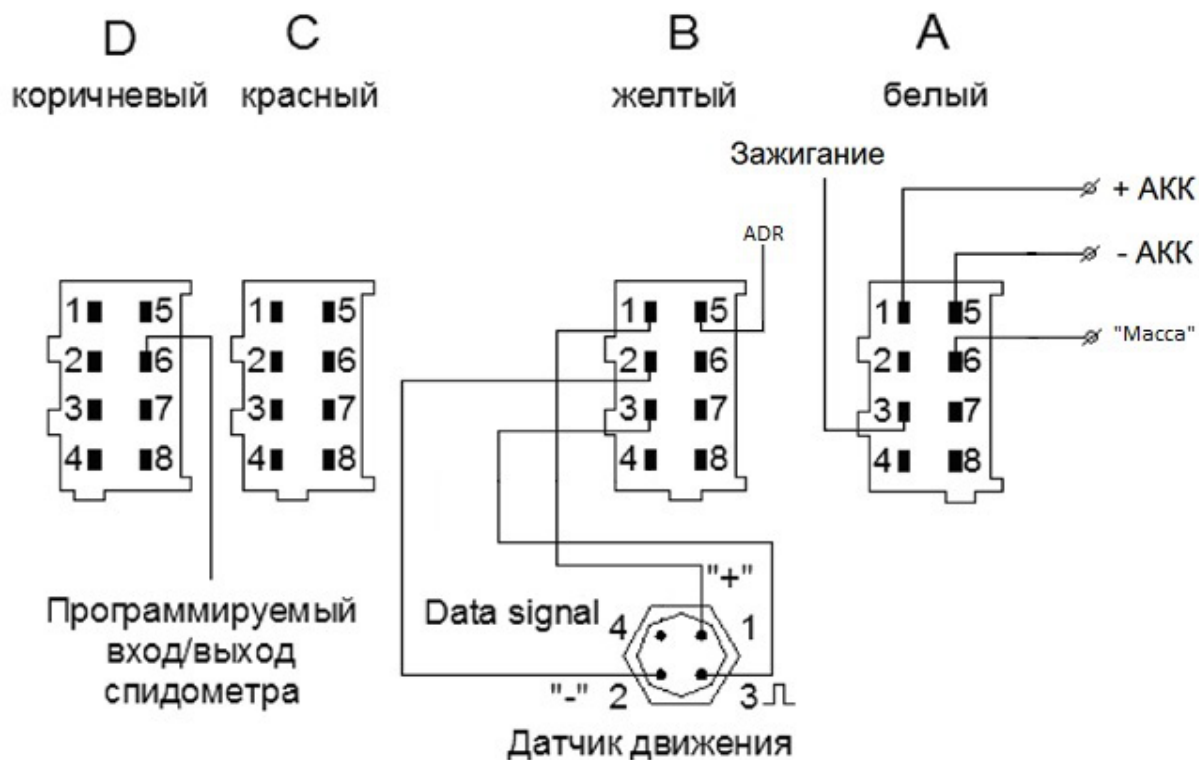 D C B A
коричневый красный желтый белый
Зажигание
+ АКК
ADR
- АКК
1 5 1 5 1 5 1 5
"Масса"
2 6 2 6 2 6 2 6
3 7 3 7 3 7 3 7
4 8 4 8 4 8 4 8
"+"
Программируемый
вход/выход
спидометра
Data signal 4 1
"-" 2 3
Датчик движения